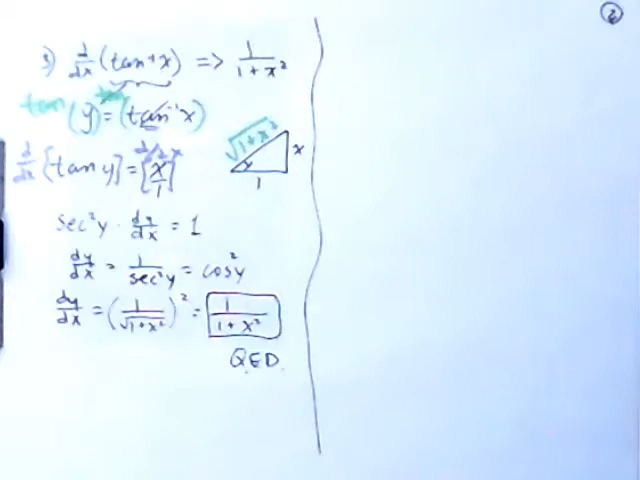 2
3) d/dx (tan⁻¹x) => 1/(1+x²)
tan (y) = tan (tan⁻¹x)
d/dx [tan y] = [x/1] d/dx
√(1+x²)
x
y
1
sec²y · dy/dx = 1
dy/dx = 1/sec²y = cos²y
dy/dx = (1/√(1+x²))² = 1/(1+x²)
QED